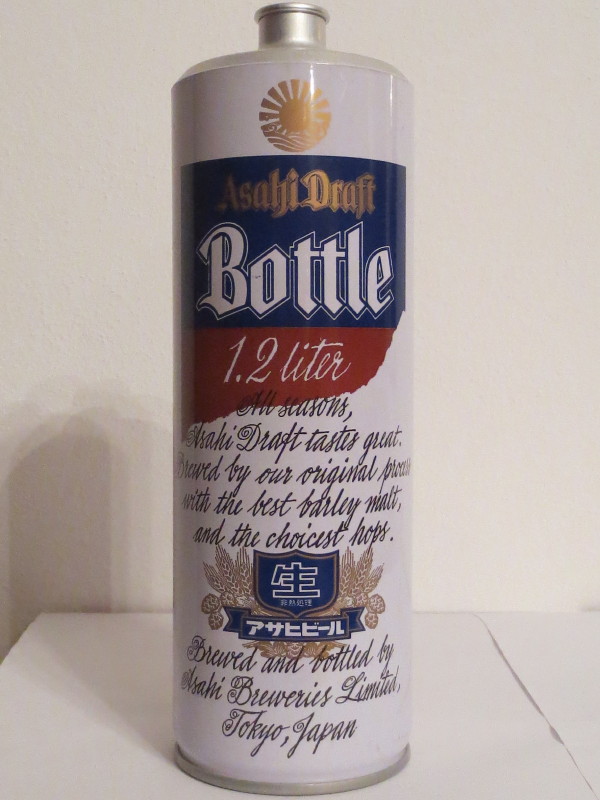 Asahi Draft
Bottle
1.2 liter
All seasons,
Asahi Draft tastes great.
Brewed by our original process
with the best barley malt,
and the choicest hops.
生
非熱処理
アサヒビール
Brewed and bottled by
Asahi Breweries Limited,
Tokyo, Japan